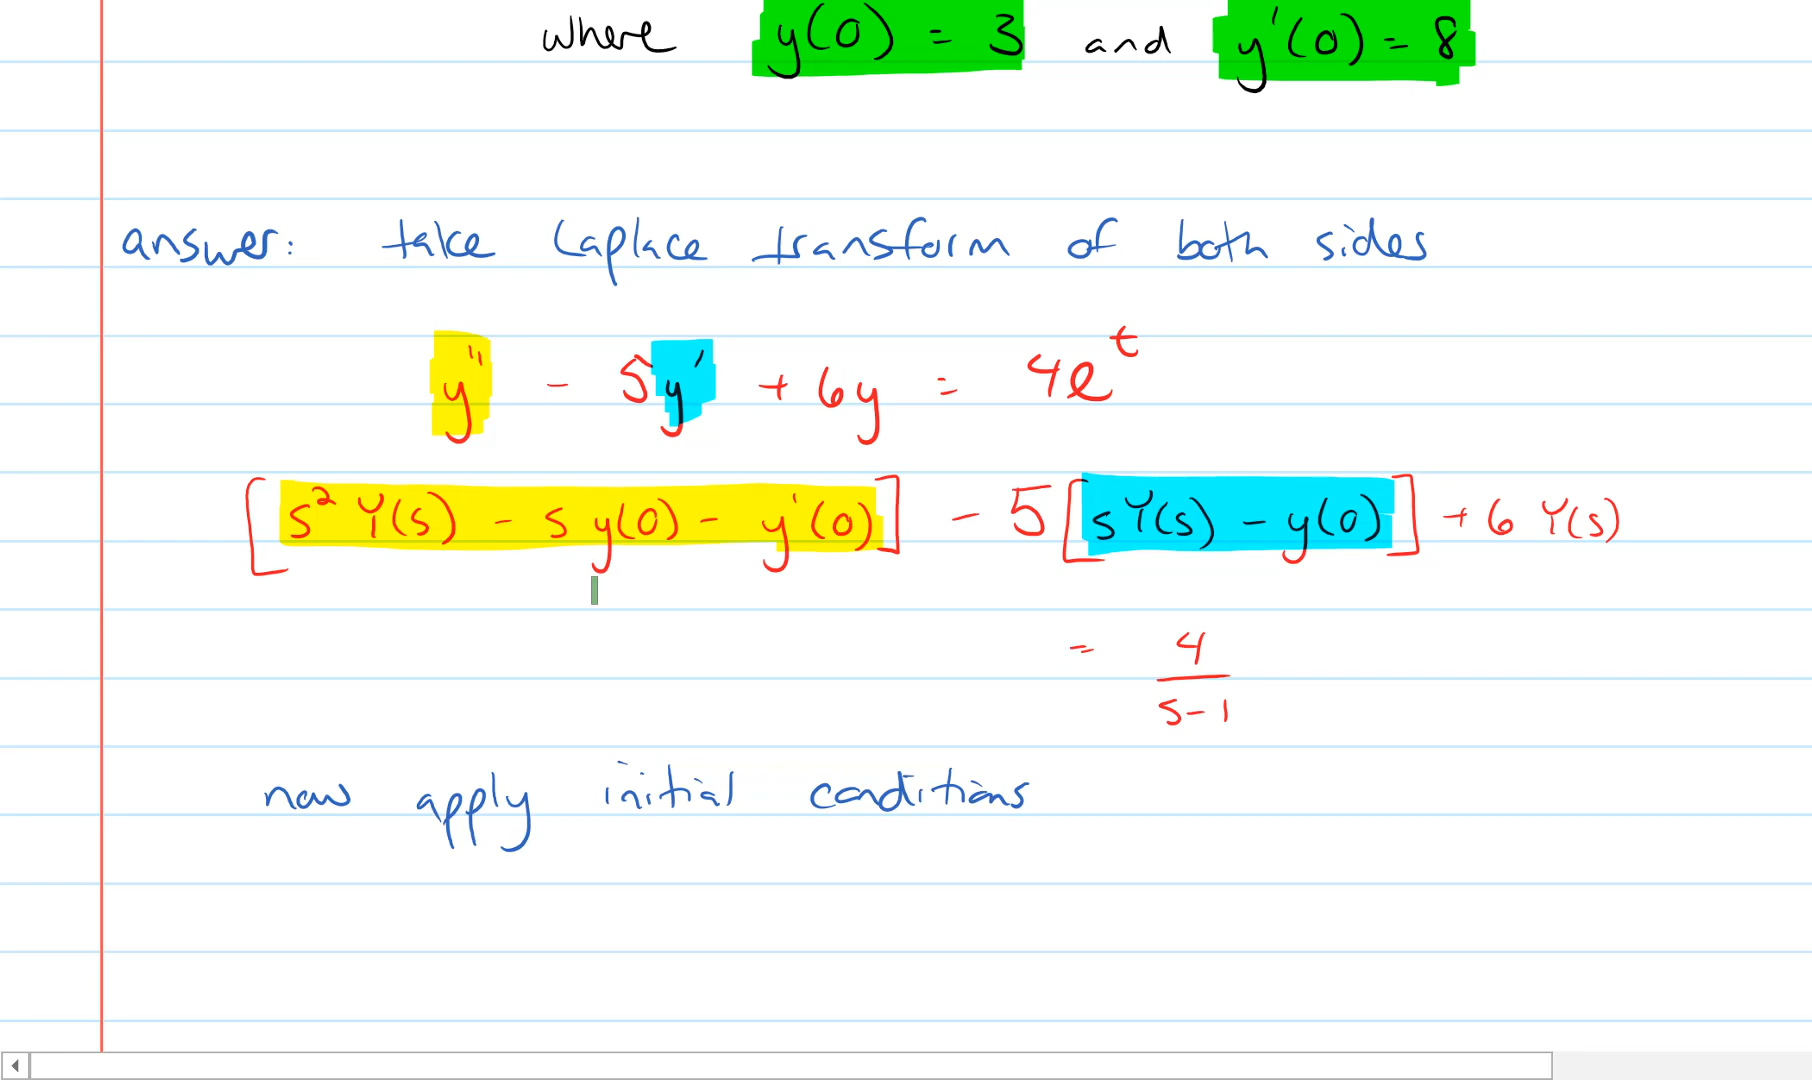 where y(0) = 3 and y'(0) = 8
answer: take Laplace transform of both sides
y'' - 5y' + 6y = 4e^t
[s² Y(s) - s y(0) - y'(0)] - 5[sY(s) - y(0)] + 6 Y(s)
= 4/(s-1)
now apply initial conditions